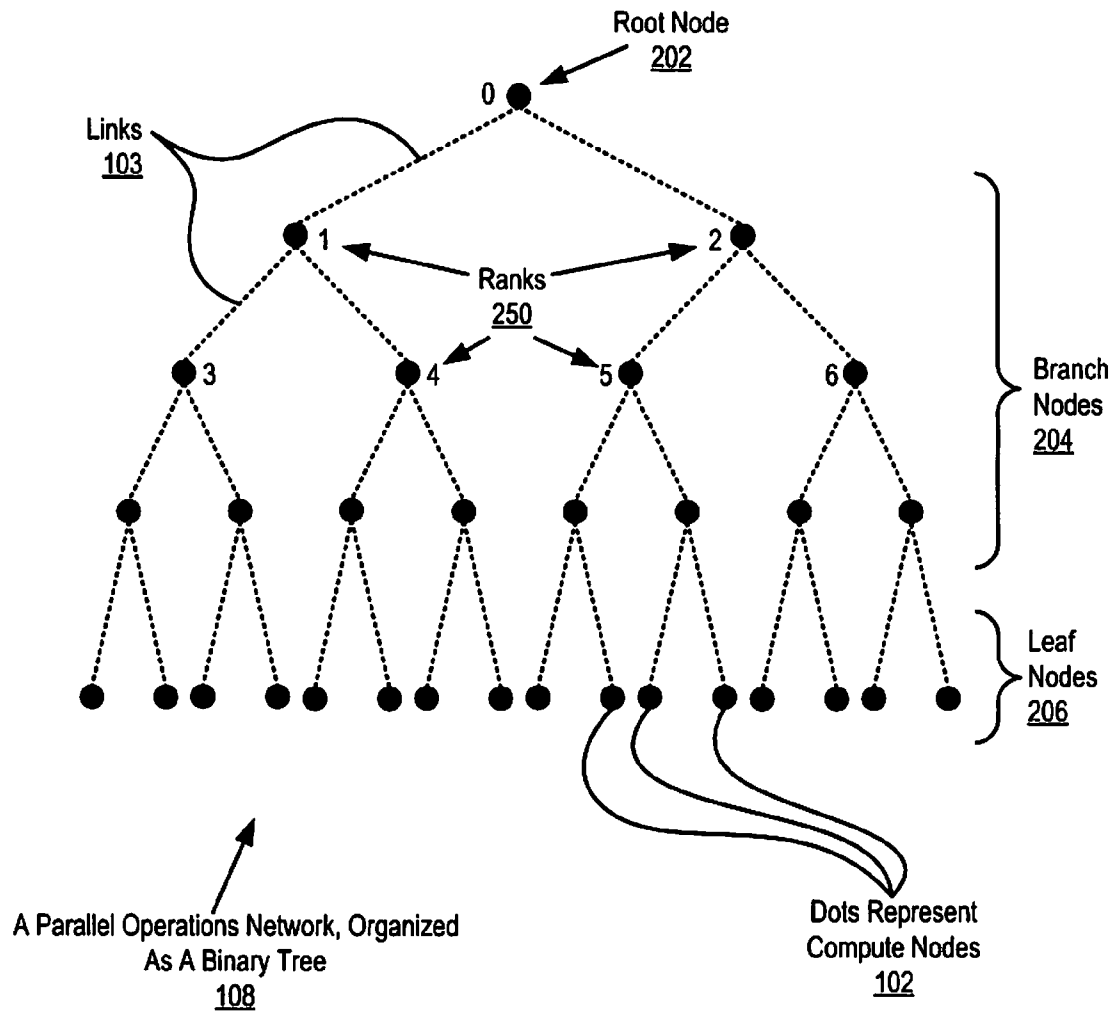 Root Node
202
0
Links
103
1
2
Ranks
250
3
4
5
6
Branch
Nodes
204
Leaf
Nodes
206
A Parallel Operations Network, Organized
As A Binary Tree
108
Dots Represent
Compute Nodes
102